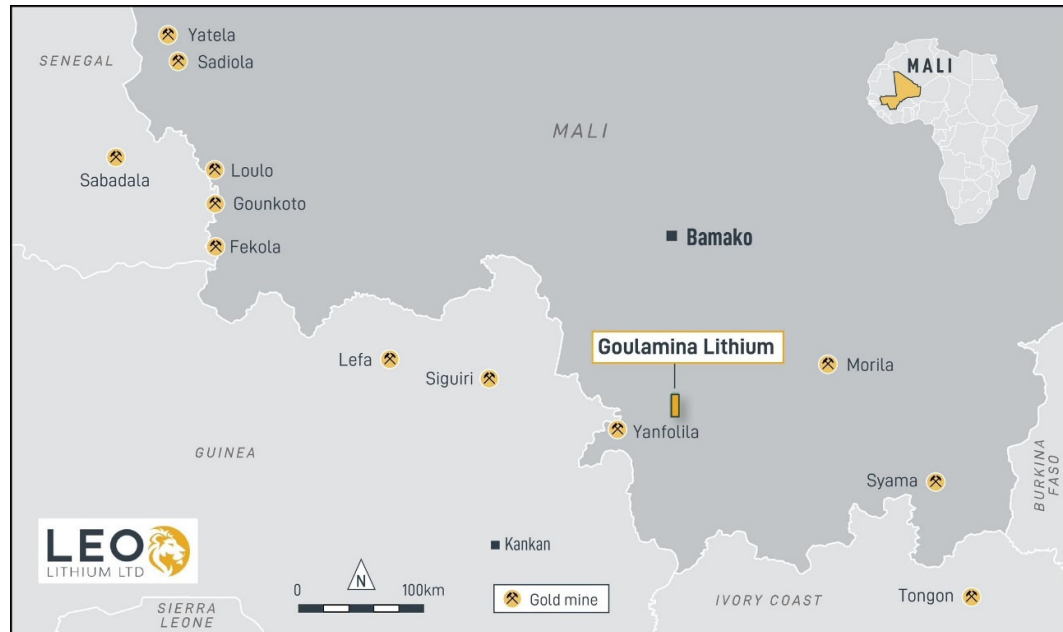 Yatela
SENEGAL
Sadiola
MALI
MALI
Sabadala
Loulo
Gounkoto
Fekola
Bamako
Goulamina Lithium
Lefa
Siguiri
Morila
Yanfolila
GUINEA
Syama
BURKINA
FASO
LEO
LITHIUM LTD
Kankan
N
0
100km
Gold mine
IVORY COAST
Tongon
SIERRA
LEONE